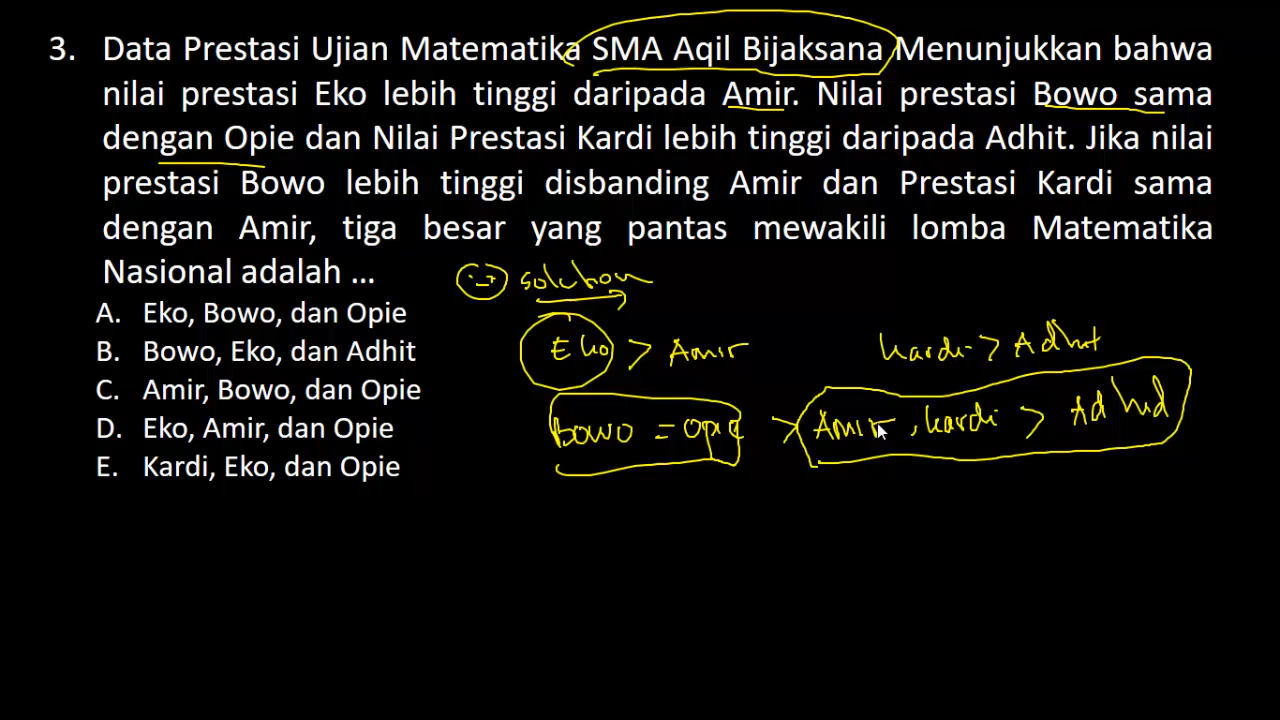 3. Data Prestasi Ujian Matematika SMA Aqil Bijaksana Menunjukkan bahwa
nilai prestasi Eko lebih tinggi daripada Amir. Nilai prestasi Bowo sama
dengan Opie dan Nilai Prestasi Kardi lebih tinggi daripada Adhit. Jika nilai
prestasi Bowo lebih tinggi disbanding Amir dan Prestasi Kardi sama
dengan Amir, tiga besar yang pantas mewakili lomba Matematika
Nasional adalah ...
A. Eko, Bowo, dan Opie
B. Bowo, Eko, dan Adhit
C. Amir, Bowo, dan Opie
D. Eko, Amir, dan Opie
E. Kardi, Eko, dan Opie
solution
Eko > Amir
kardi > Adhit
Bowo = Opie > Amir, kardi > Adhid